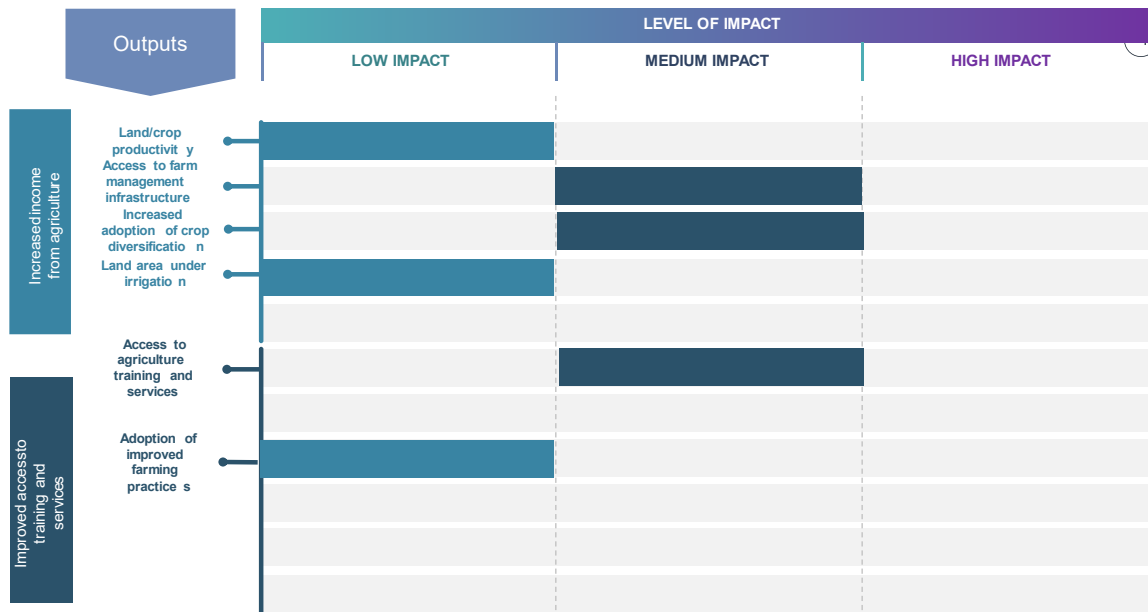 Outputs
LEVEL OF IMPACT
LOW IMPACT
MEDIUM IMPACT
HIGH IMPACT
Increased income
from agriculture
Land/crop
productivit y
Access to farm
management
infrastructure
Increased
adoption of crop
diversificatio n
Land area under
irrigatio n
Improved accessto
training and
services
Access to
agriculture
training and
services
Adoption of
improved
farming
practice s